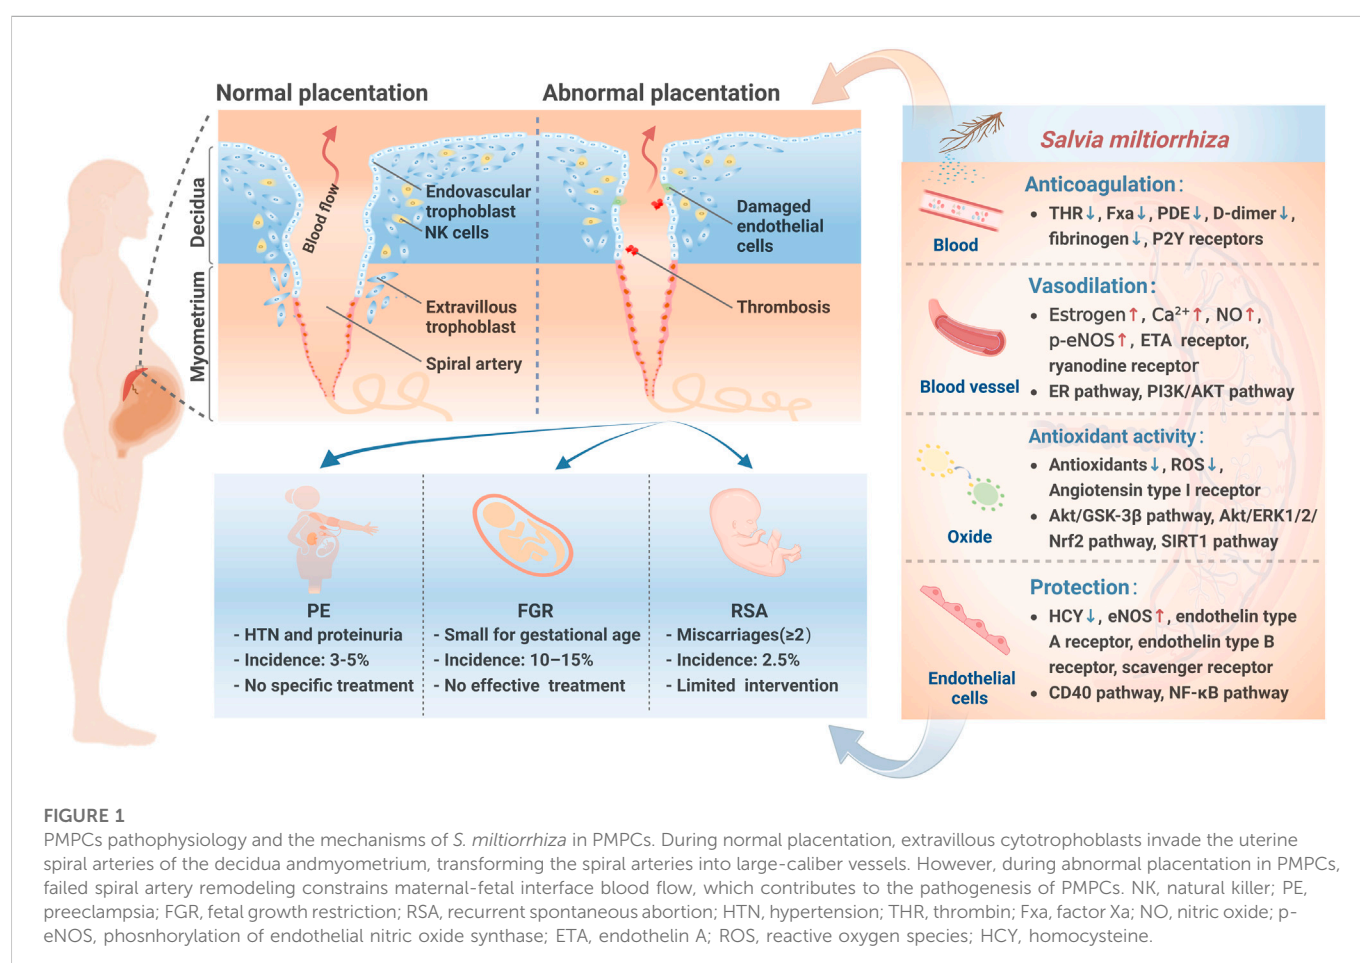 Normal placentation
Abnormal placentation
Decidua
Myometrium
Blood flow
Endovascular
trophoblast
NK cells
Extravillous
trophoblast
Spiral artery
Damaged
endothelial
cells
Thrombosis
PE
- HTN and proteinuria
- Incidence: 3-5%
- No specific treatment
FGR
- Small for gestational age
- Incidence: 10–15%
- No effective treatment
RSA
- Miscarriages(≥2)
- Incidence: 2.5%
- Limited intervention
Salvia miltiorrhiza
Blood
Anticoagulation:
• THR↓, Fxa↓, PDE↓, D-dimer↓,
fibrinogen↓, P2Y receptors
Blood vessel
Vasodilation:
• Estrogen↑, Ca²⁺↑, NO↑,
p-eNOS↑, ETA receptor,
ryanodine receptor
• ER pathway, PI3K/AKT pathway
Oxide
Antioxidant activity:
• Antioxidants↓, ROS↓,
Angiotensin type I receptor
• Akt/GSK-3β pathway, Akt/ERK1/2/
Nrf2 pathway, SIRT1 pathway
Endothelial
cells
Protection:
• HCY↓, eNOS↑, endothelin type
A receptor, endothelin type B
receptor, scavenger receptor
• CD40 pathway, NF-κB pathway
FIGURE 1
PMPCs pathophysiology and the mechanisms of S. miltiorrhiza in PMPCs. During normal placentation, extravillous cytotrophoblasts invade the uterine
spiral arteries of the decidua andmyometrium, transforming the spiral arteries into large-caliber vessels. However, during abnormal placentation in PMPCs,
failed spiral artery remodeling constrains maternal-fetal interface blood flow, which contributes to the pathogenesis of PMPCs. NK, natural killer; PE,
preeclampsia; FGR, fetal growth restriction; RSA, recurrent spontaneous abortion; HTN, hypertension; THR, thrombin; Fxa, factor Xa; NO, nitric oxide; p-
eNOS, phosnhorylation of endothelial nitric oxide synthase; ETA, endothelin A; ROS, reactive oxygen species; HCY, homocysteine.